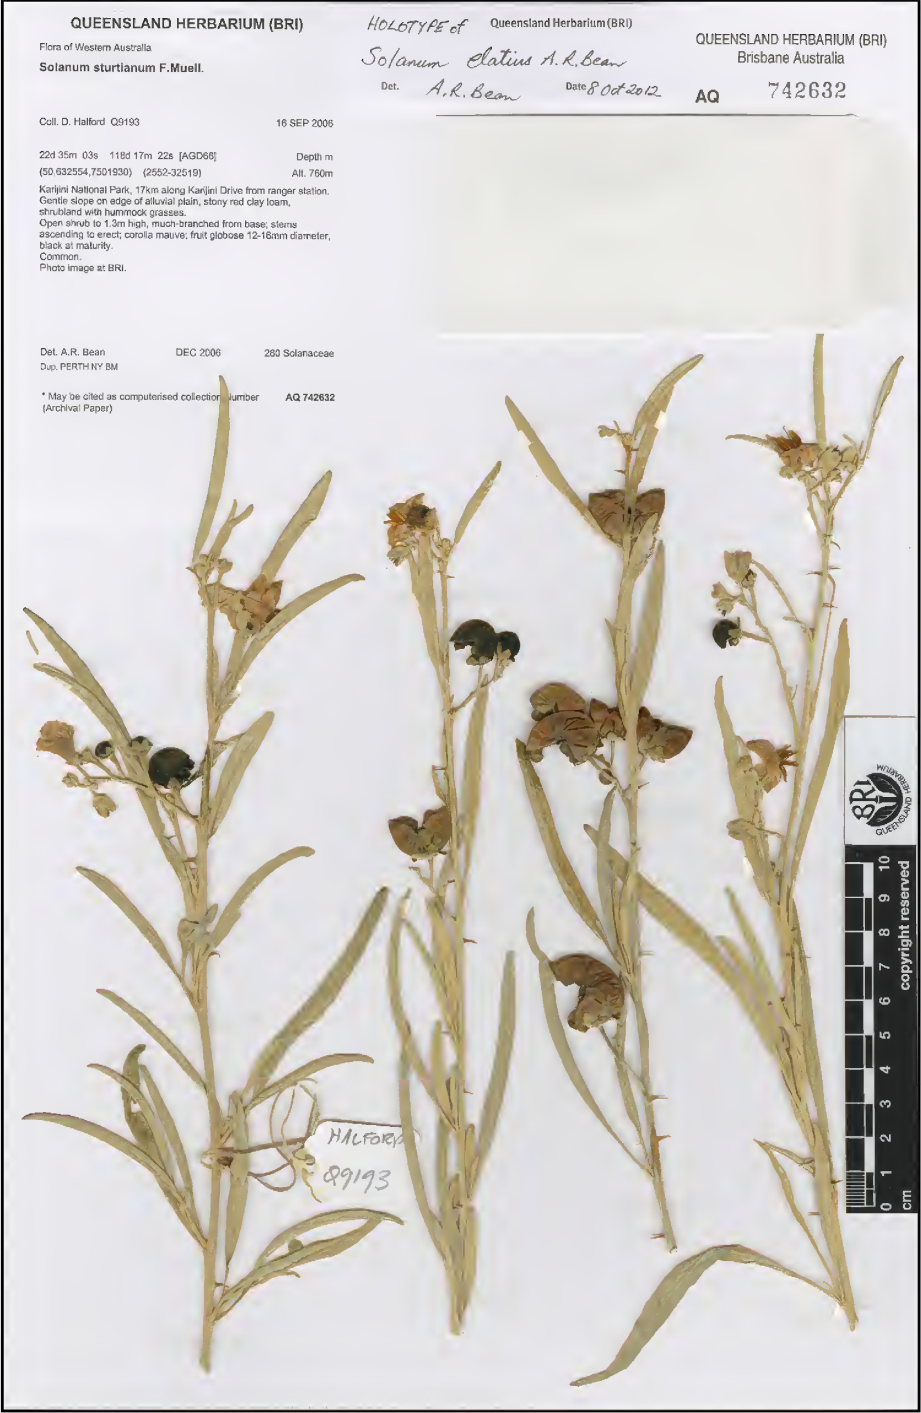 QUEENSLAND HERBARIUM (BRI)
Flora of Western Australia
Solanum sturtianum F.Muell.
Coll. D. Halford Q9193 16 SEP 2006
22d 35m 03s 118d 17m 22s [AGD66] Depth m
(50,632554,7501930) (2552-32519) Alt. 760m
Karijini National Park, 17km along Karijini Drive from ranger station.
Gentle slope on edge of alluvial plain, stony red clay loam,
shrubland with hummock grasses.
Open shrub to 1.3m high, much-branched from base; stems
ascending to erect; corolla mauve; fruit globose 12-16mm diameter,
black at maturity.
Common.
Photo image at BRI.
Det. A.R. Bean DEC 2006 280 Solanaceae
Dup. PERTH NY BM
* May be cited as computerised collection number AQ 742632
(Archival Paper)
HOLOTYPE of Queensland Herbarium (BRI)
Solanum elatius A.R.Bean
Det. A.R. Bean Date 8 Oct 2012
QUEENSLAND HERBARIUM (BRI)
Brisbane Australia
AQ 742632
HALFORD
Q9193
MUIRABREH
BRI
QUEENSLAND HERBARIUM
10
9
8
7
6
5
4
3
2
1
0
cm
copyright reserved